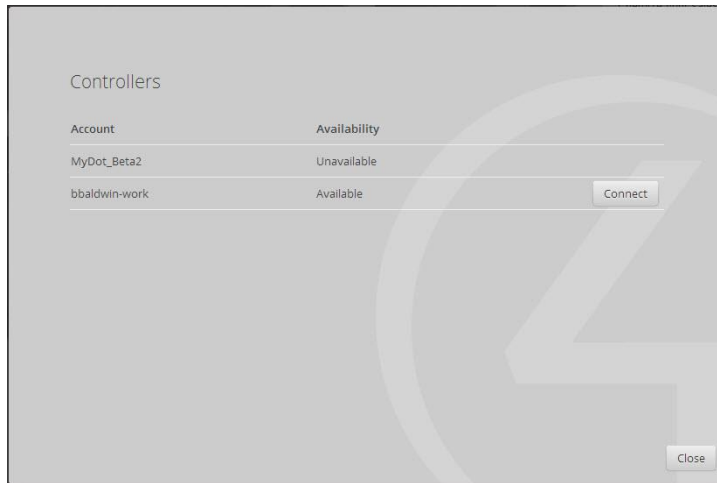 Controllers
Account Availability
MyDot_Beta2 Unavailable
bbaldwin-work Available Connect
Close